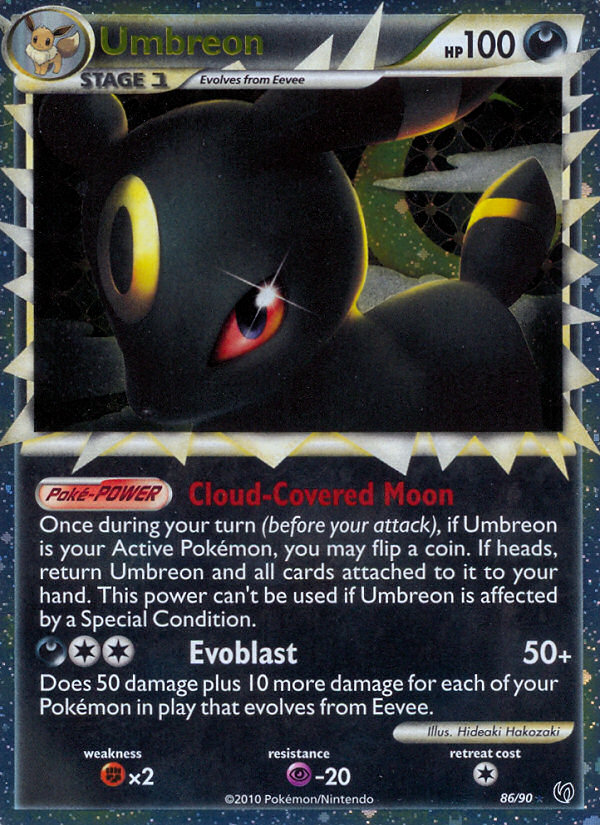 Umbreon
HP100
STAGE 1
Evolves from Eevee
Poké-POWER Cloud-Covered Moon
Once during your turn (before your attack), if Umbreon
is your Active Pokémon, you may flip a coin. If heads,
return Umbreon and all cards attached to it to your
hand. This power can't be used if Umbreon is affected
by a Special Condition.
Evoblast 50+
Does 50 damage plus 10 more damage for each of your
Pokémon in play that evolves from Eevee.
Illus. Hideaki Hakozaki
weakness resistance retreat cost
x2 -20
©2010 Pokémon/Nintendo 86/90